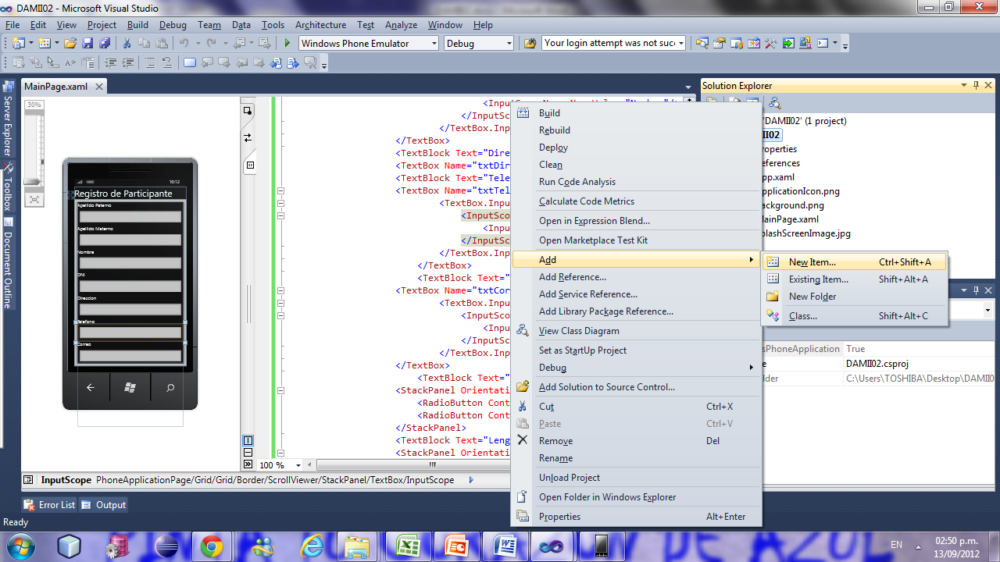 DAMII02 - Microsoft Visual Studio
File Edit View Project Build Debug Team Data Tools Architecture Test Analyze Window Help
Windows Phone Emulator Debug Your login attempt was not suc
MainPage.xaml
Solution Explorer
30%
Server Explorer
Toolbox
Document Outline
10:12
Registro de Participante
Apellido Paterno
Apellido Materno
Nombre
DNI
Direccion
Telefono
Correo
</InputSc
</TextBox.Inp
</TextBox>
<TextBlock Text="Dire
<TextBox Name="txtDir
<TextBlock Text="Tele
<TextBox Name="txtTel
<TextBox.Inpu
<InputSco
<Inp
</InputSc
</TextBox.Inp
</TextBox>
<TextBlock Text="
<TextBox Name="txtCor
<TextBox.Inpu
<InputSco
<Inp
</InputSc
</TextBox.Inp
</TextBox>
<TextBlock Text="
<StackPanel Orientat
<RadioButton Cont
<RadioButton Cont
</StackPanel>
<TextBlock Text="Leng
<StackPanel Orientat
100 %
InputScope PhoneApplicationPage/Grid/Grid/Border/ScrollViewer/StackPanel/TextBox/InputScope
Build
Rebuild
Deploy
Clean
Run Code Analysis
Calculate Code Metrics
Open in Expression Blend...
Open Marketplace Test Kit
Add
Add Reference...
Add Service Reference...
Add Library Package Reference...
View Class Diagram
Set as StartUp Project
Debug
Add Solution to Source Control...
Cut Ctrl+X
Paste Ctrl+V
Remove Del
Rename
Unload Project
Open Folder in Windows Explorer
Properties Alt+Enter
New Item... Ctrl+Shift+A
Existing Item... Shift+Alt+A
New Folder
Class... Shift+Alt+C
'DAMII02' (1 project)
II02
roperties
eferences
pp.xaml
pplicationIcon.png
ackground.png
ainPage.xaml
plashScreenImage.jpg
sPhoneApplication True
e DAMII02.csproj
lder C:\Users\TOSHIBA\Desktop\DAMII0
Error List Output
Ready
EN
02:50 p.m.
13/09/2012